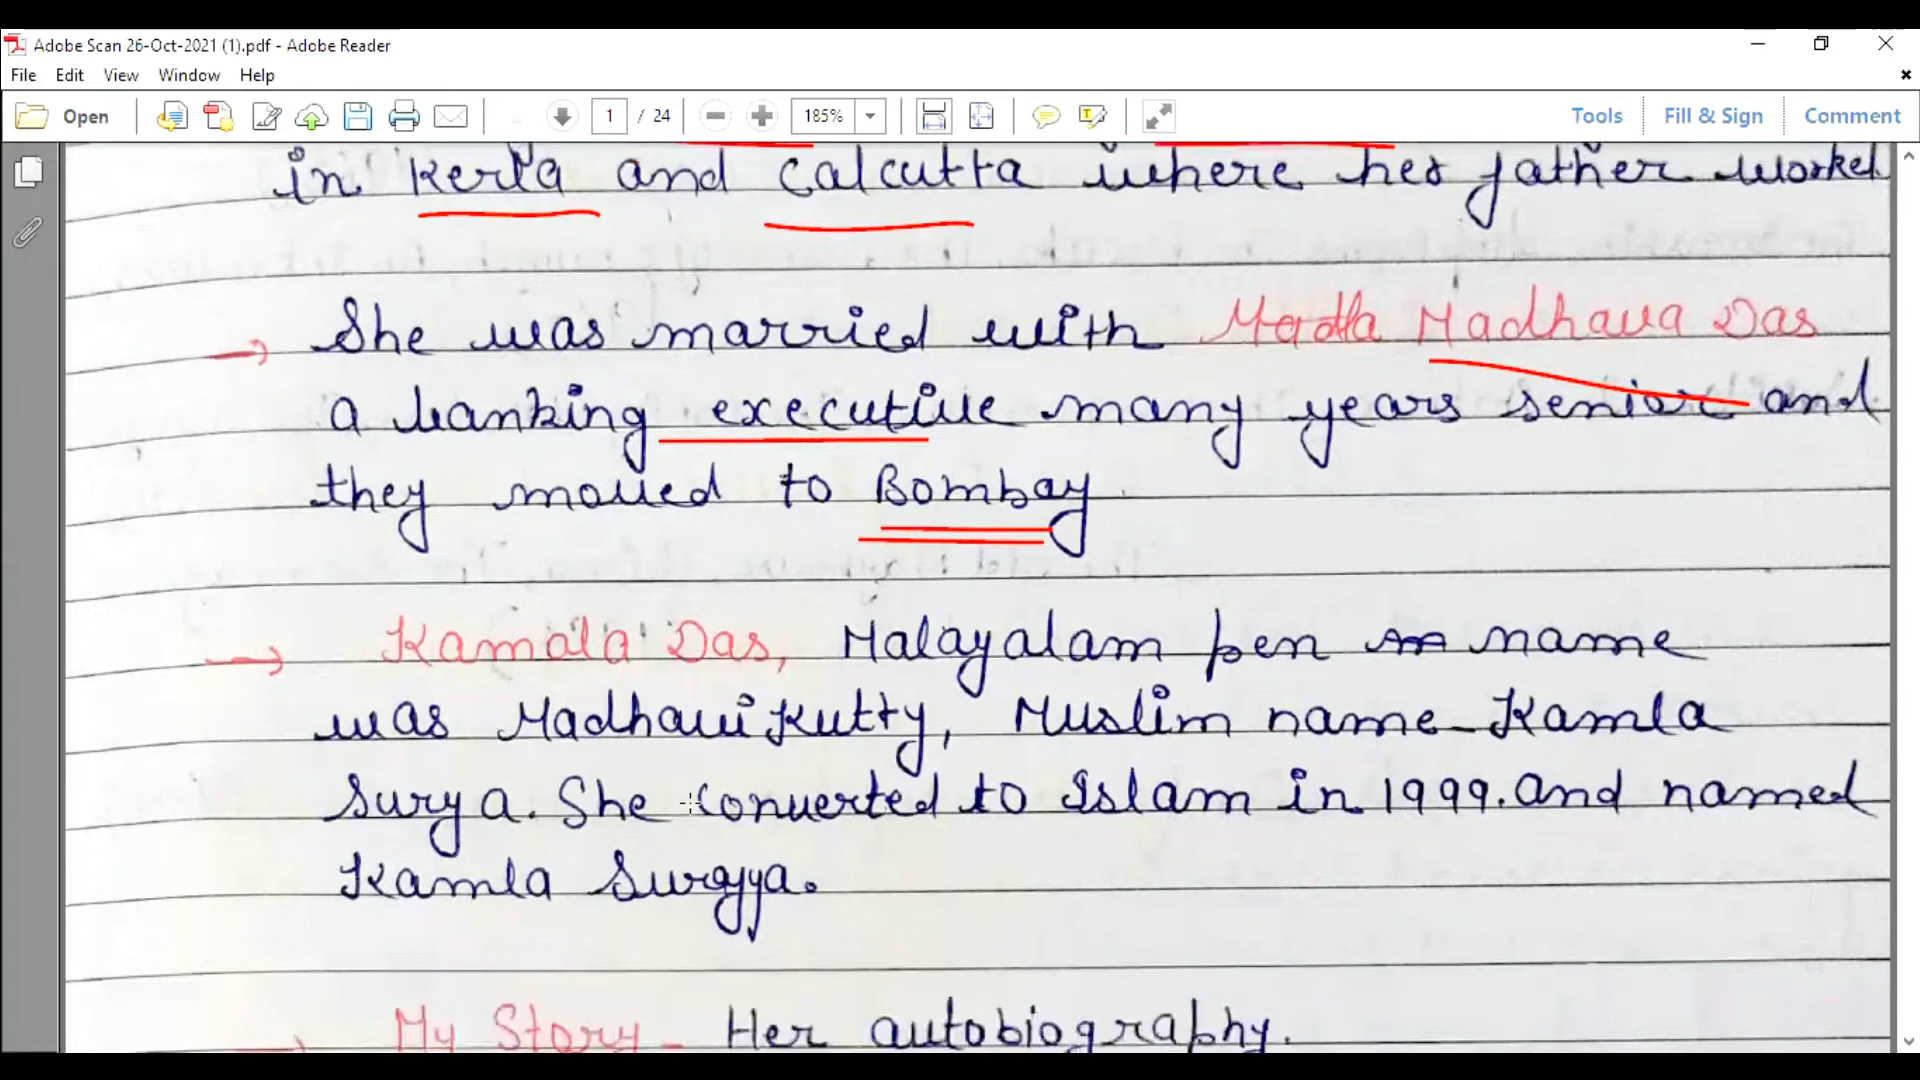 Adobe Scan 26-Oct-2021 (1).pdf - Adobe Reader
File Edit View Window Help
Open 1 / 24 185% Tools Fill & Sign Comment
in Kerla and Calcutta where her father worked
She was married with Madha Madhava Das
a banking executive many years senior and
they moved to Bombay
Kamala Das, Malayalam pen name
was Madhavi Kutty, Muslim name - Kamla
Surya. She converted to Islam in 1999. And named
Kamla Surayya.
My Story - Her autobiography.